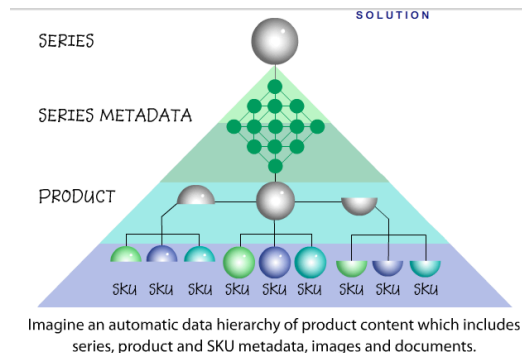 SOLUTION
SERIES
SERIES METADATA
PRODUCT
SKU SKU SKU SKU SKU SKU SKU SKU SKU
Imagine an automatic data hierarchy of product content which includes
series, product and SKU metadata, images and documents.